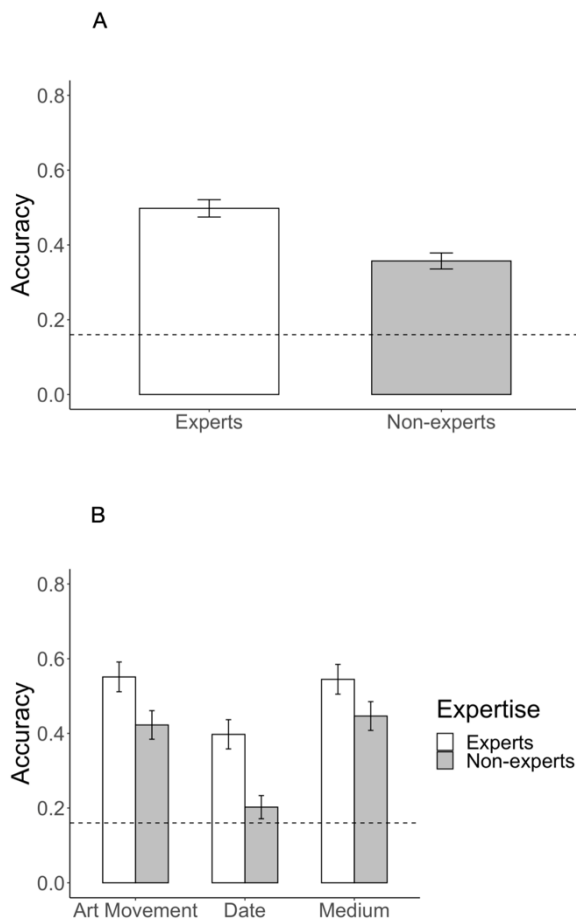 A
0.8
0.6
0.4
0.2
0.0
Accuracy
Experts Non-experts
B
0.8
0.6
0.4
0.2
0.0
Accuracy
Art Movement Date Medium
Expertise
Experts
Non-experts